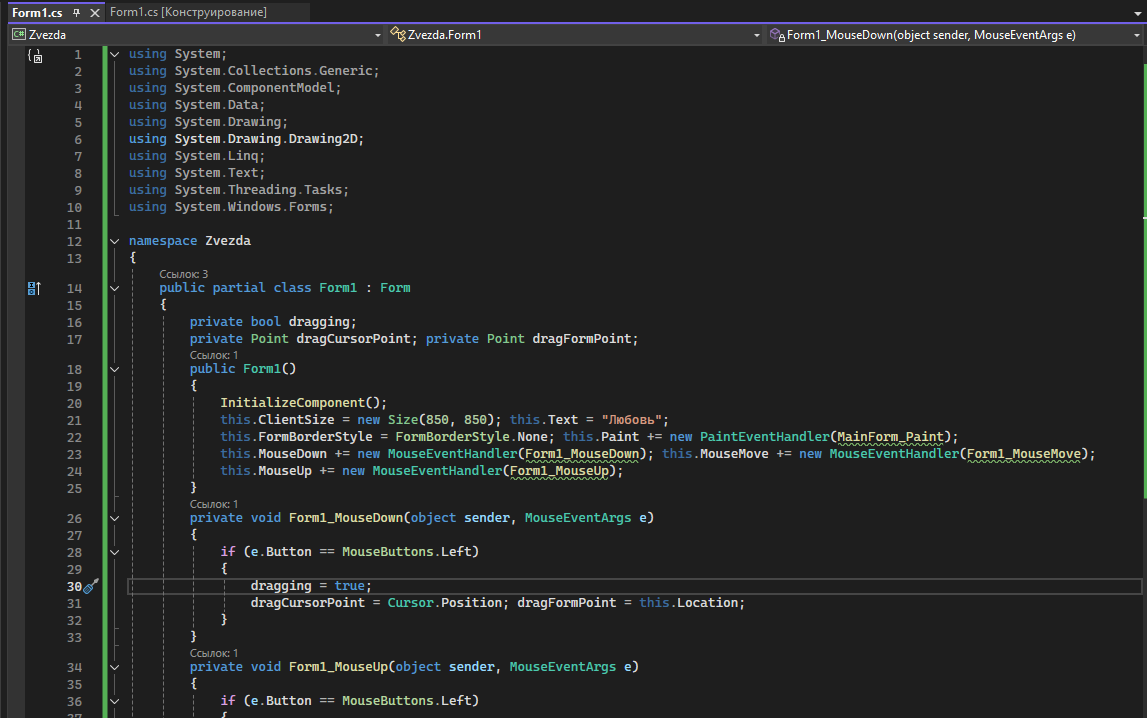 Form1.cs Form1.cs [Конструирование]
C# Zvezda Zvezda.Form1 Form1_MouseDown(object sender, MouseEventArgs e)
1 using System;
2 using System.Collections.Generic;
3 using System.ComponentModel;
4 using System.Data;
5 using System.Drawing;
6 using System.Drawing.Drawing2D;
7 using System.Linq;
8 using System.Text;
9 using System.Threading.Tasks;
10 using System.Windows.Forms;
11
12 namespace Zvezda
13 {
Ссылок: 3
14 public partial class Form1 : Form
15 {
16 private bool dragging;
17 private Point dragCursorPoint; private Point dragFormPoint;
Ссылок: 1
18 public Form1()
19 {
20 InitializeComponent();
21 this.ClientSize = new Size(850, 850); this.Text = "Любовь";
22 this.FormBorderStyle = FormBorderStyle.None; this.Paint += new PaintEventHandler(MainForm_Paint);
23 this.MouseDown += new MouseEventHandler(Form1_MouseDown); this.MouseMove += new MouseEventHandler(Form1_MouseMove);
24 this.MouseUp += new MouseEventHandler(Form1_MouseUp);
25 }
Ссылок: 1
26 private void Form1_MouseDown(object sender, MouseEventArgs e)
27 {
28 if (e.Button == MouseButtons.Left)
29 {
30 dragging = true;
31 dragCursorPoint = Cursor.Position; dragFormPoint = this.Location;
32 }
33 }
Ссылок: 1
34 private void Form1_MouseUp(object sender, MouseEventArgs e)
35 {
36 if (e.Button == MouseButtons.Left)
37 {